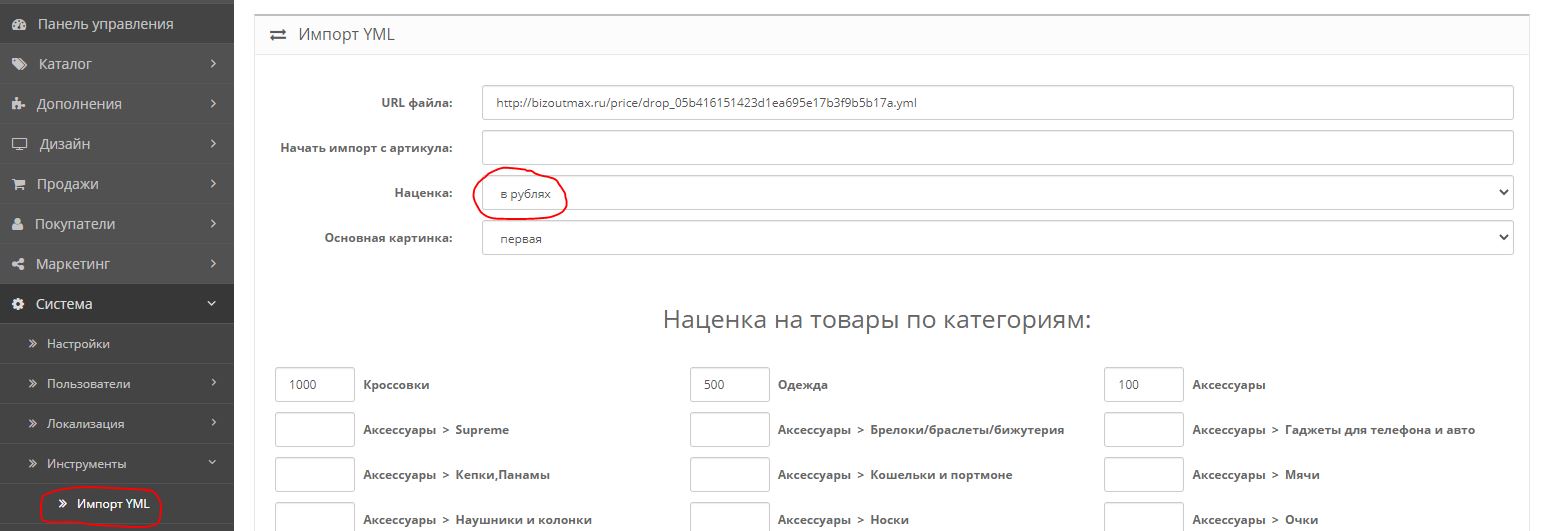 Панель управления
Каталог
Дополнения
Дизайн
Продажи
Покупатели
Маркетинг
Система
Настройки
Пользователи
Локализация
Инструменты
Импорт YML
Импорт YML
URL файла: http://bizoutmax.ru/price/drop_05b416151423d1ea695e17b3f9b5b17a.yml
Начать импорт с артикула:
Наценка: в рублях
Основная картинка: первая
Наценка на товары по категориям:
1000 Кроссовки 500 Одежда 100 Аксессуары
Аксессуары > Supreme Аксессуары > Брелоки/браслеты/бижутерия Аксессуары > Гаджеты для телефона и авто
Аксессуары > Кепки,Панамы Аксессуары > Кошельки и портмоне Аксессуары > Мячи
Аксессуары > Наушники и колонки Аксессуары > Носки Аксессуары > Очки